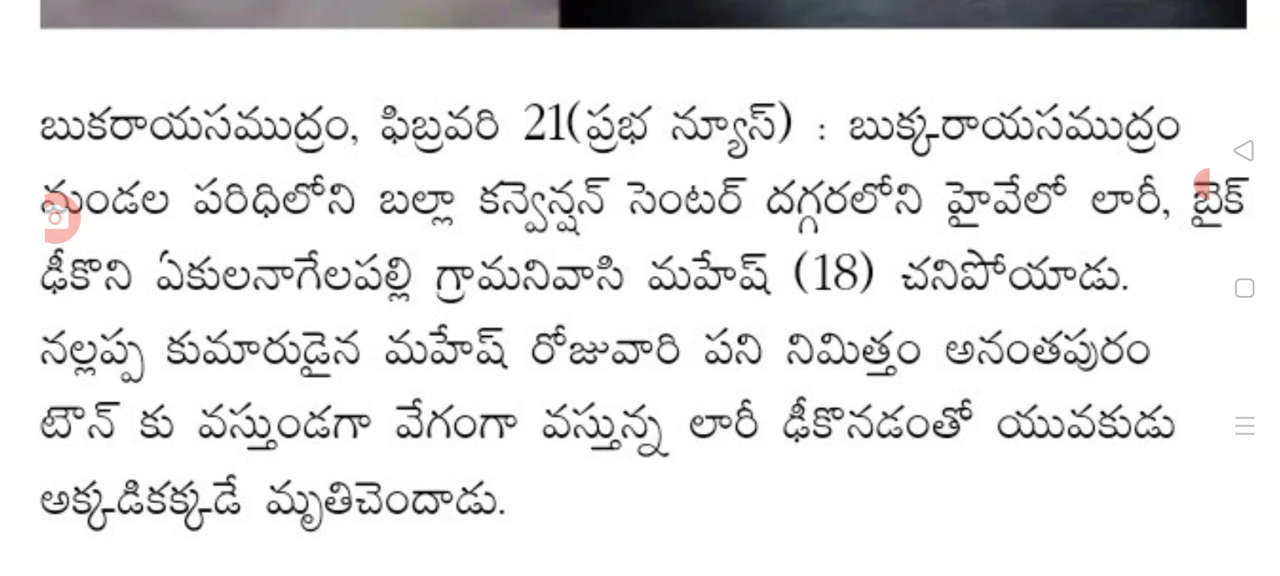 బుకరాయసముద్రం, ఫిబ్రవరి 21(ప్రభ న్యూస్) : బుక్కరాయసముద్రం
మండల పరిధిలోని బల్లా కన్వెన్షన్ సెంటర్ దగ్గరలోని హైవేలో లారీ, బైక్
ఢీకొని ఏకులనాగేలపల్లి గ్రామనివాసి మహేష్ (18) చనిపోయాడు.
నల్లప్ప కుమారుడైన మహేష్ రోజువారి పని నిమిత్తం అనంతపురం
టౌన్ కు వస్తుండగా వేగంగా వస్తున్న లారీ ఢీకొనడంతో యువకుడు
అక్కడికక్కడే మృతిచెందాడు.